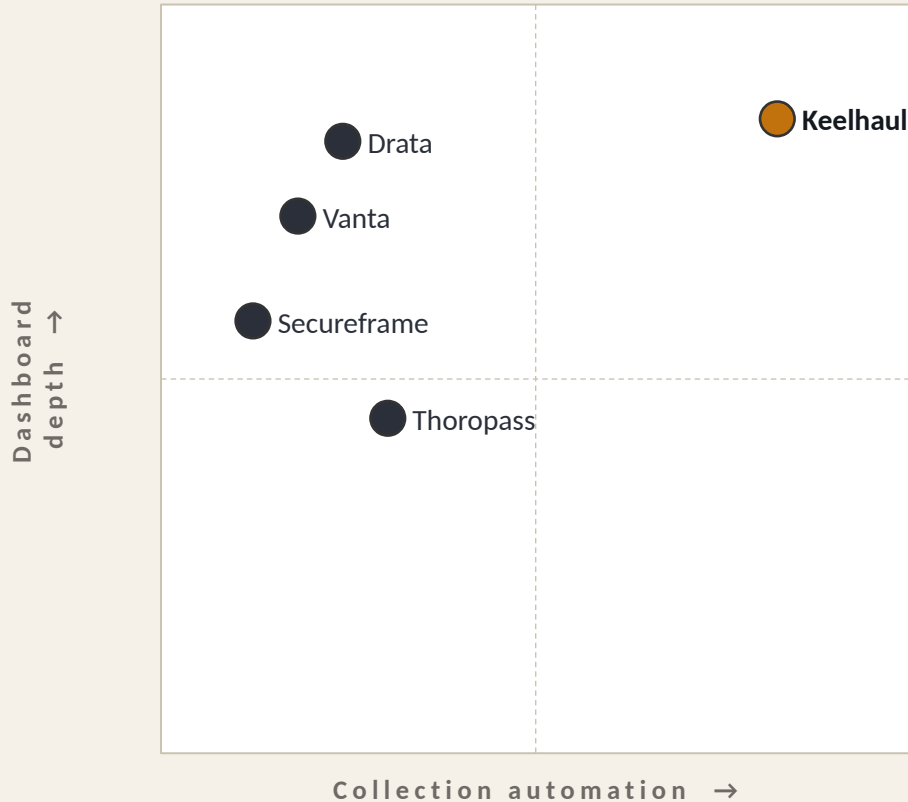 Keelhaul
Drata
Vanta
Dashboard
depth →
Secureframe
Thoropass
Collection automation →